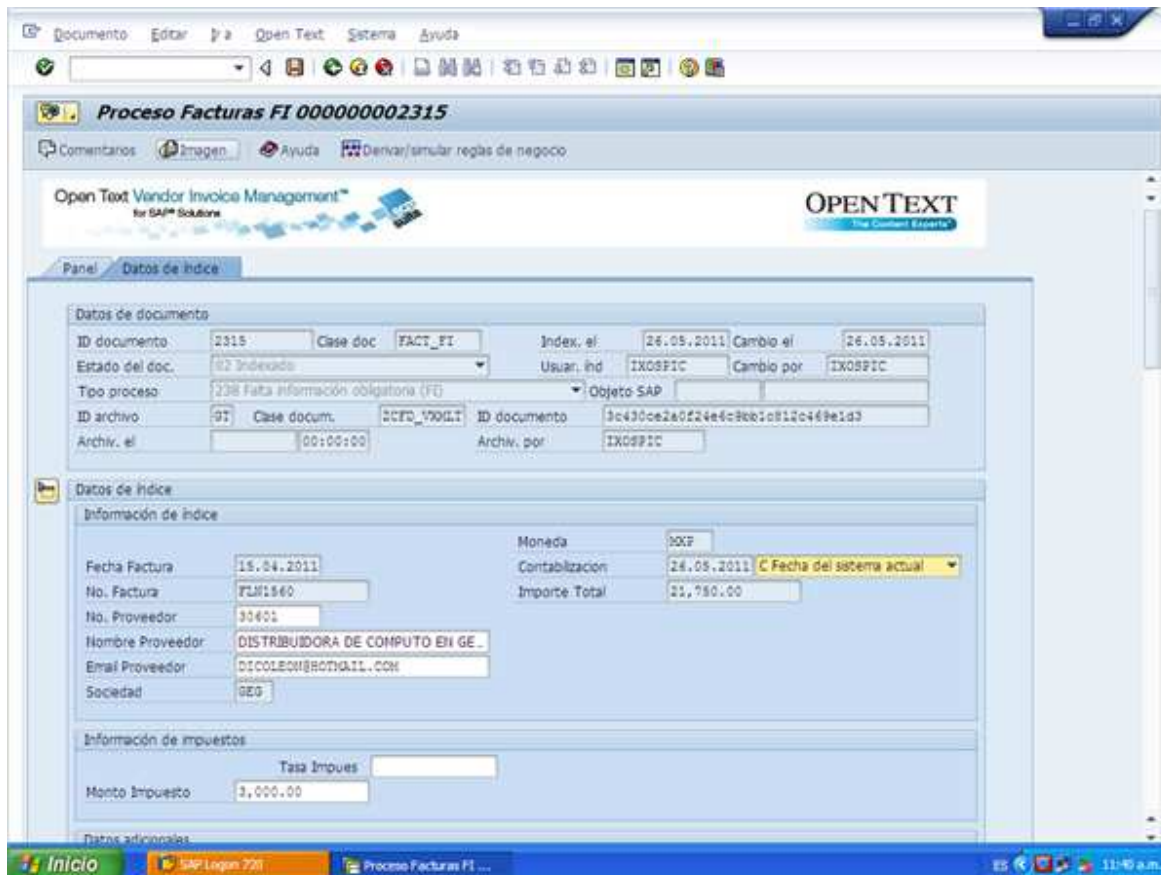 Documento Editar Ir a Open Text Sistema Ayuda
Proceso Facturas FI 000000002315
Comentarios Imagen Ayuda Derivar/simular reglas de negocio
Open Text Vendor Invoice Management™
for SAP® Solutions
OPEN TEXT
The Content Experts™
Panel Datos de índice
Datos de documento
ID documento 2315 Clase doc FACT_FI Index. el 26.05.2011 Cambio el 26.05.2011
Estado del doc. 02 Indexado Usuar. ind IXOSPIC Cambio por IXOSPIC
Tipo proceso 238 Falta información obligatoria (FI) Objeto SAP
ID archivo Clase docum. ID documento
Archiv. el 00:00:00 Archiv. por IXOSPIC
Datos de índice
Información de índice
Moneda MXP
Fecha Factura 15.04.2011 Contabilizacion 26.05.2011 C Fecha del sistema actual
No. Factura FLN1560 Importe Total 21,750.00
No. Proveedor 30601
Nombre Proveedor DISTRIBUIDORA DE COMPUTO EN GE..
Email Proveedor DICOLEON@HOTMAIL.COM
Sociedad GEG
Información de impuestos
Tasa Impues
Monto Impuesto 3,000.00
Datos adicionales
Inicio SAP Logon 720 Proceso Facturas FI ... ES 11:40 a.m.